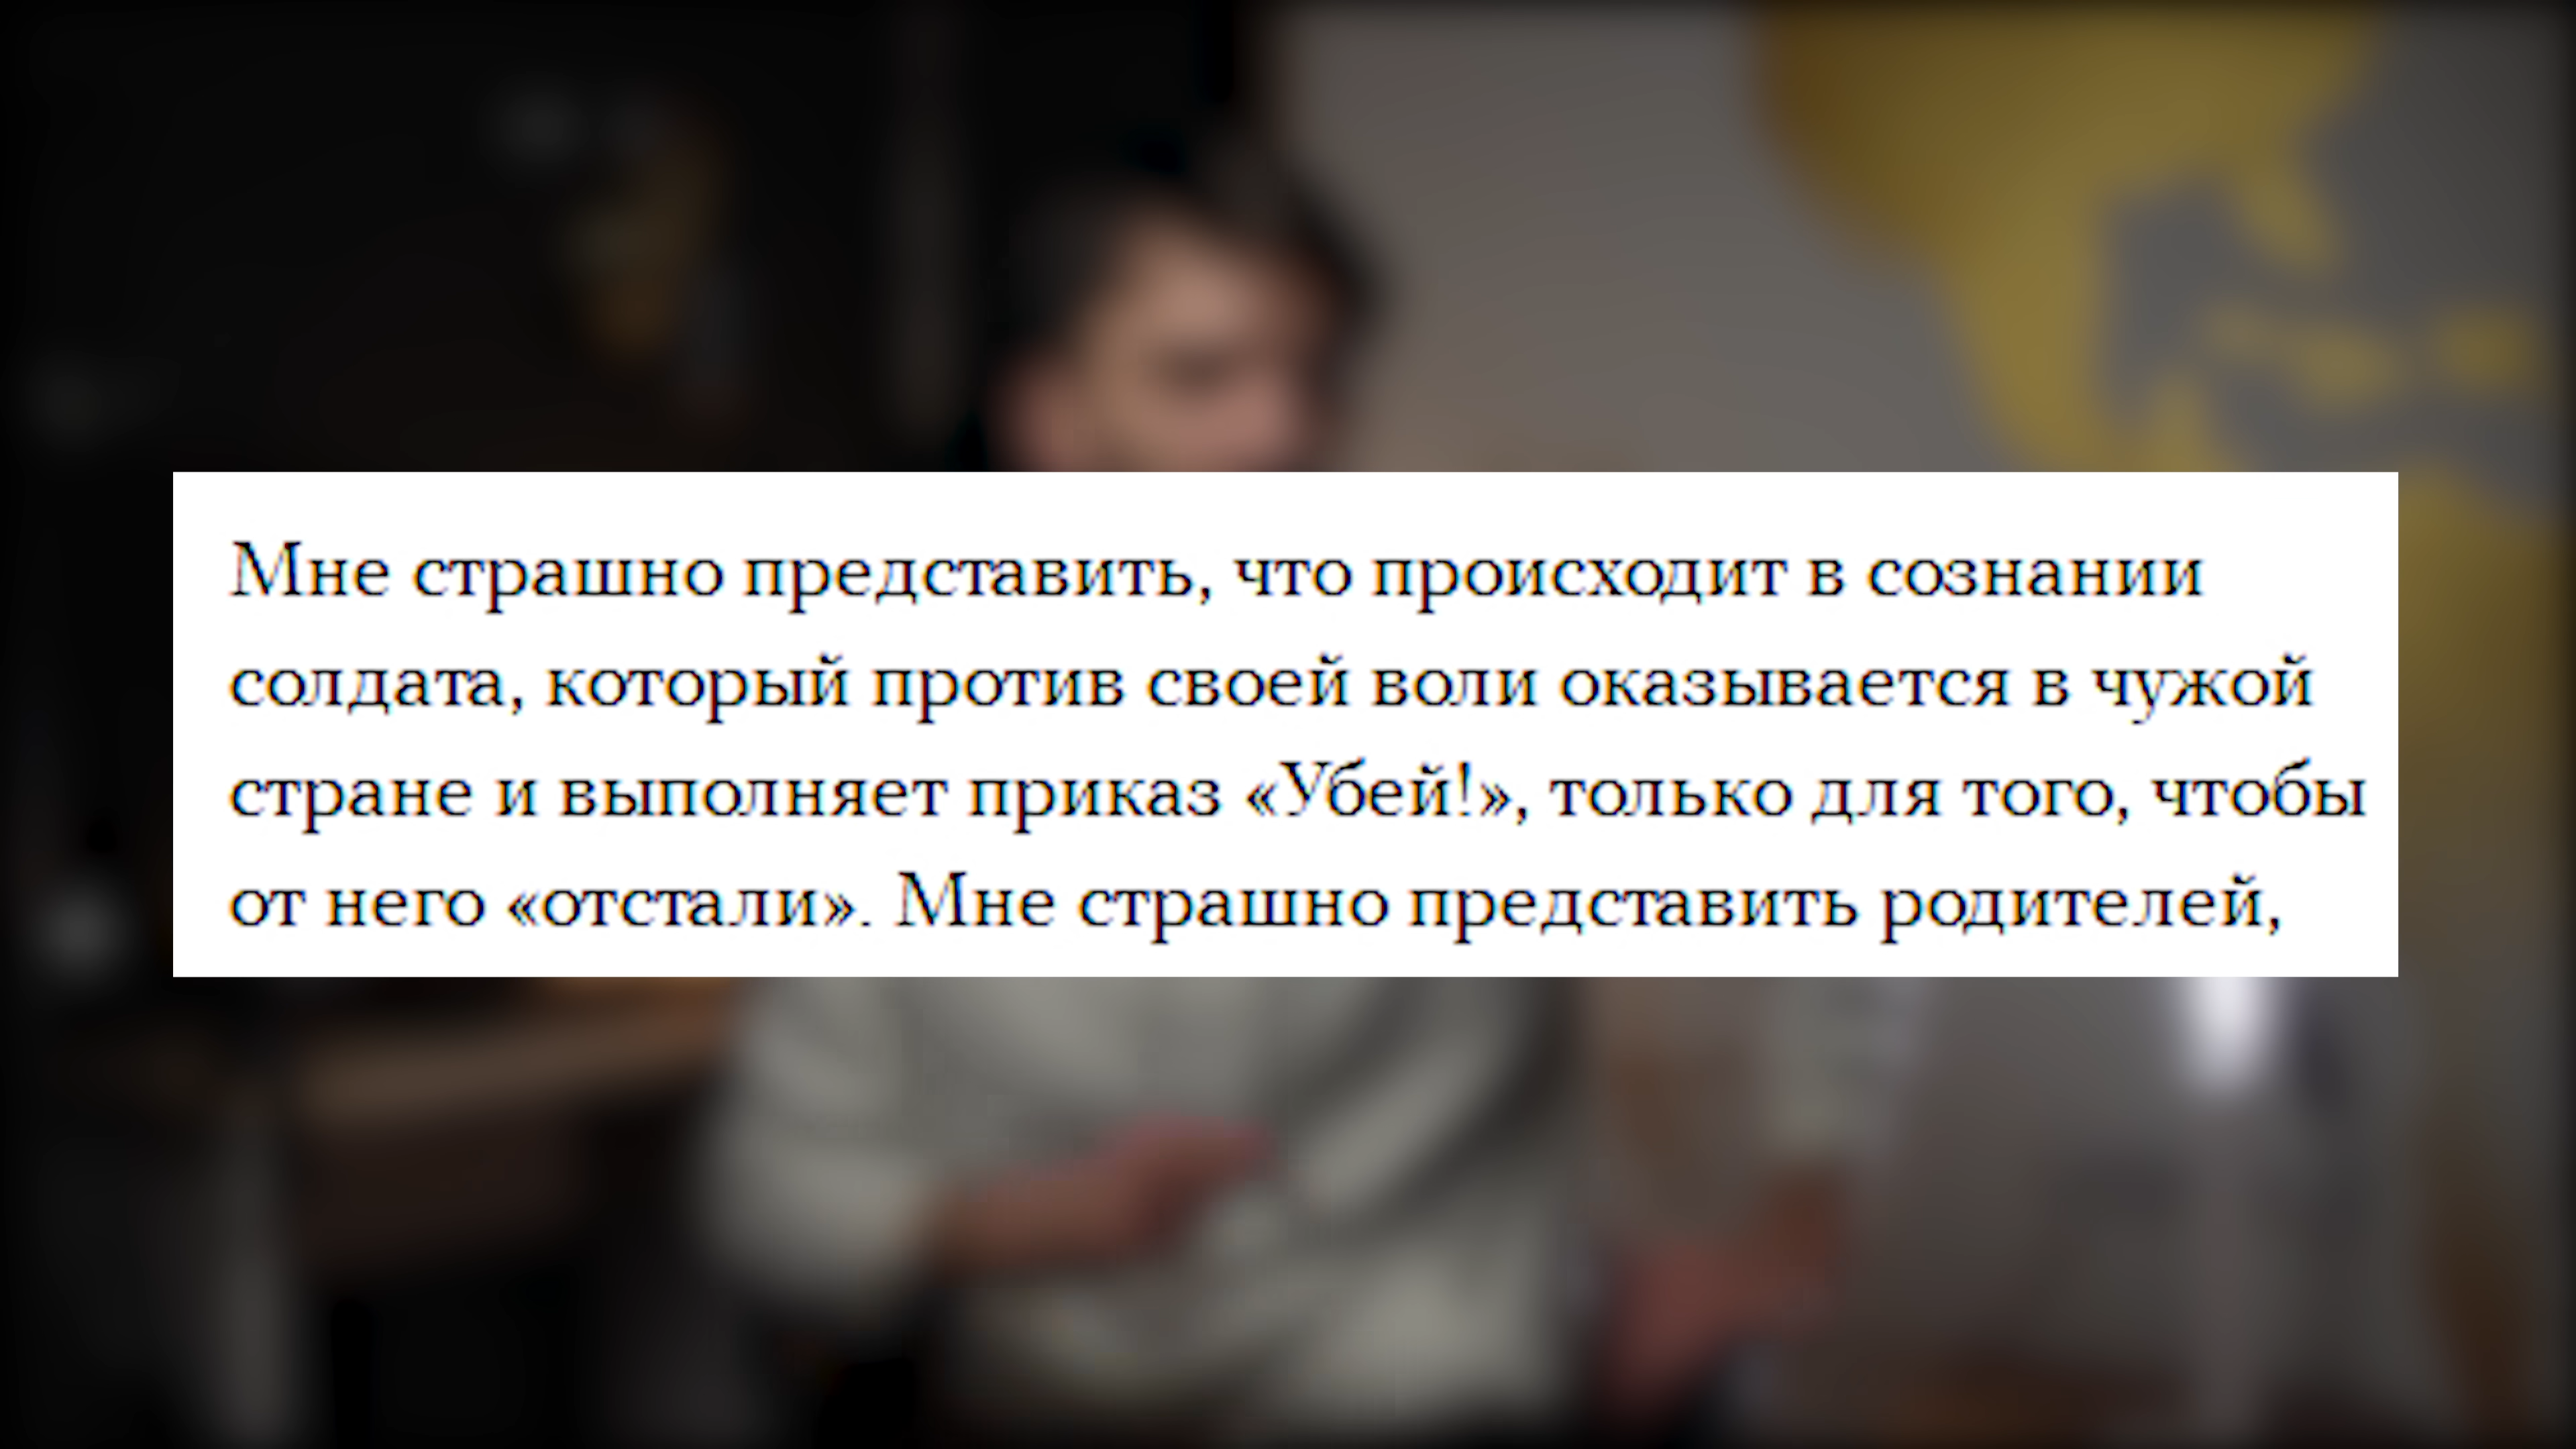 Мне страшно представить, что происходит в сознании
солдата, который против своей воли оказывается в чужой
стране и выполняет приказ «Убей!», только для того, чтобы
от него «отстали». Мне страшно представить родителей,